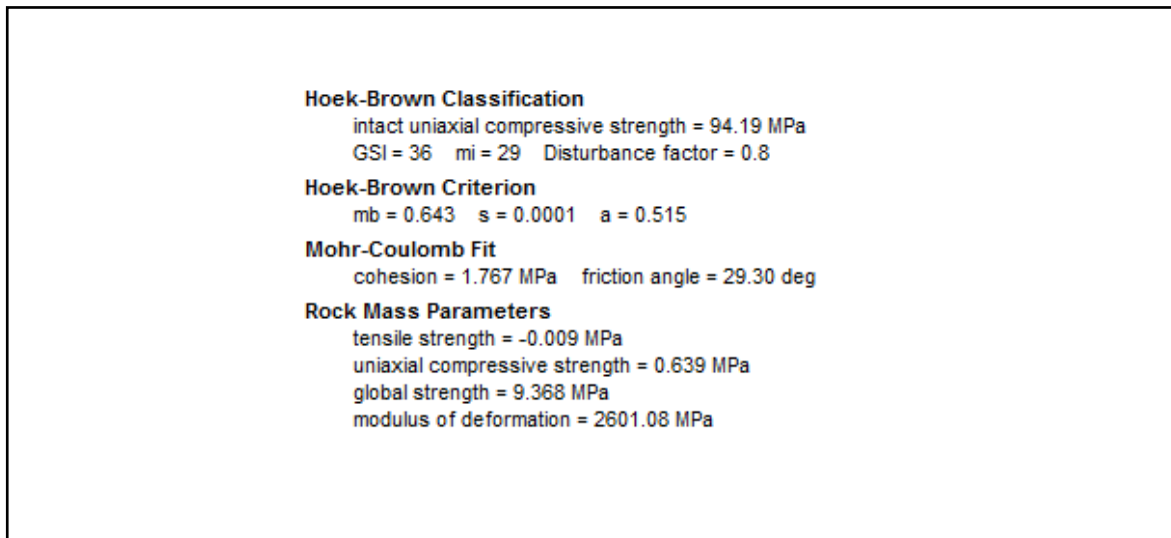 Hoek-Brown Classification
intact uniaxial compressive strength = 94.19 MPa
GSI = 36 mi = 29 Disturbance factor = 0.8
Hoek-Brown Criterion
mb = 0.643 s = 0.0001 a = 0.515
Mohr-Coulomb Fit
cohesion = 1.767 MPa friction angle = 29.30 deg
Rock Mass Parameters
tensile strength = -0.009 MPa
uniaxial compressive strength = 0.639 MPa
global strength = 9.368 MPa
modulus of deformation = 2601.08 MPa